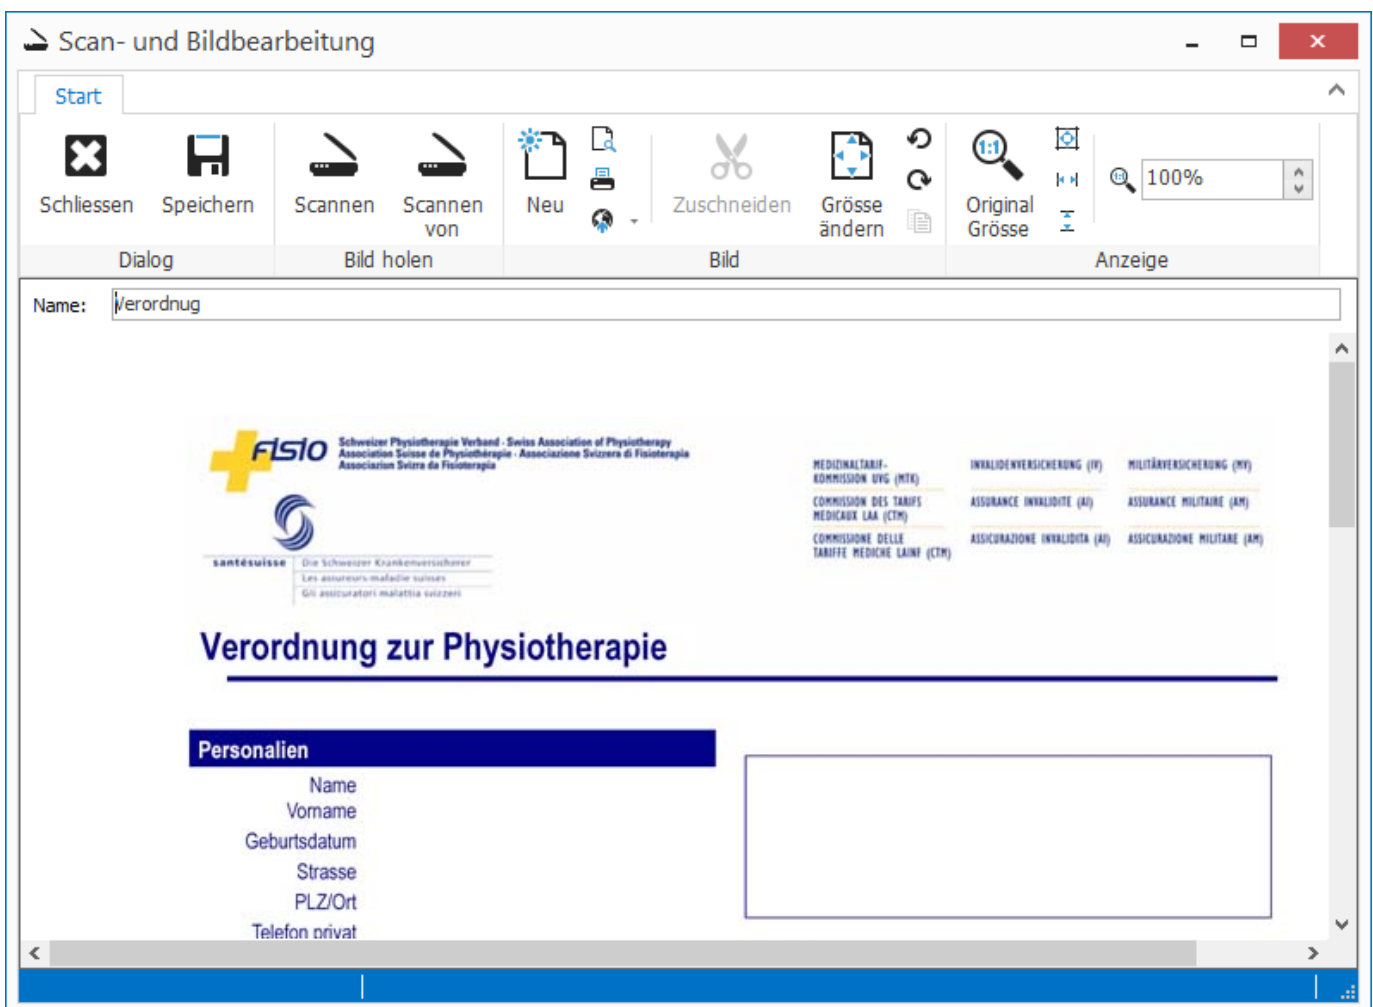 Scan- und Bildbearbeitung
Start
Schliessen
Speichern
Scannen
Scannen von
Neu
Zuschneiden
Grösse ändern
1:1
Original Grösse
100%
Dialog
Bild holen
Bild
Anzeige
Name: Verordnug
FISIO
Schweizer Physiotherapie Verband - Swiss Association of Physiotherapy
Association Suisse de Physiothérapie - Associazione Svizzera di Fisioterapia
Associaziun Svizra da Fisioterapia
MEDIZINALTARIF-
KOMMISSION UVG (MTK)
INVALIDENVERSICHERUNG (IV)
MILITÄRVERSICHERUNG (MV)
COMMISSION DES TARIFS
MEDICAUX LAA (CTM)
ASSURANCE INVALIDITE (AI)
ASSURANCE MILITAIRE (AM)
COMMISSIONE DELLE
TARIFFE MEDICHE LAINF (CTM)
ASSICURAZIONE INVALIDITA (AI)
ASSICURAZIONE MILITARE (AM)
santésuisse
Die Schweizer Krankenversicherer
Les assureurs-maladie suisses
Gli assicuratori malattia svizzeri
Verordnung zur Physiotherapie
Personalien
Name
Vorname
Geburtsdatum
Strasse
PLZ/Ort
Telefon privat